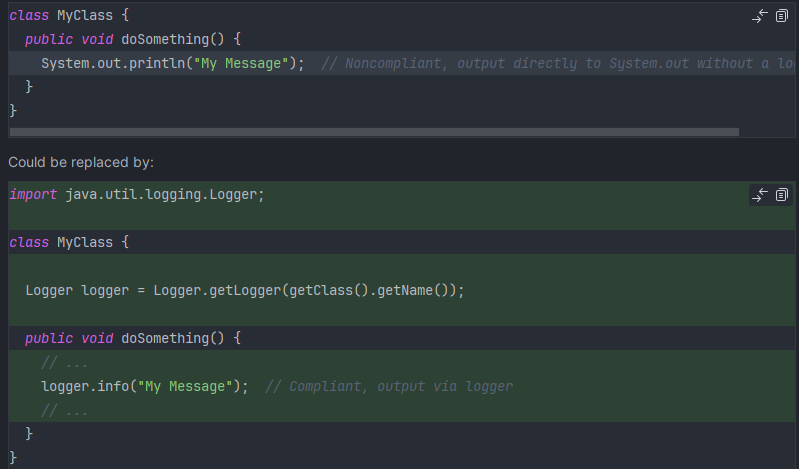 class MyClass {
  public void doSomething() {
    System.out.println("My Message");  // Noncompliant, output directly to System.out without a
  }
}
Could be replaced by:
import java.util.logging.Logger;
class MyClass {
  Logger logger = Logger.getLogger(getClass().getName());
  public void doSomething() {
    // ...
    logger.info("My Message");  // Compliant, output via logger
    // ...
  }
}